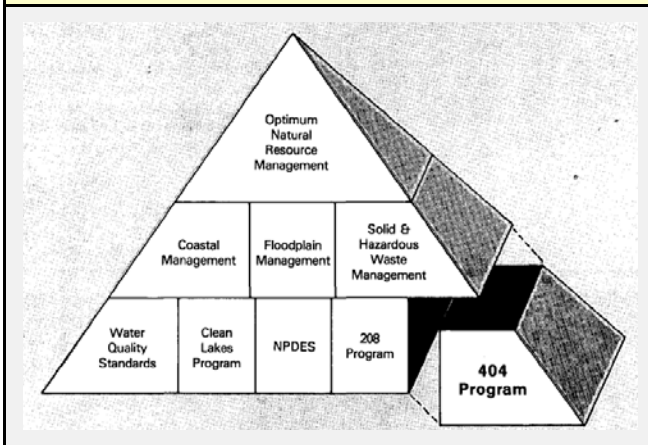 Optimum
Natural
Resource
Management
Coastal
Management
Floodplain
Management
Solid &
Hazardous
Waste
Management
Water
Quality
Standards
Clean
Lakes
Program
NPDES
208
Program
404
Program